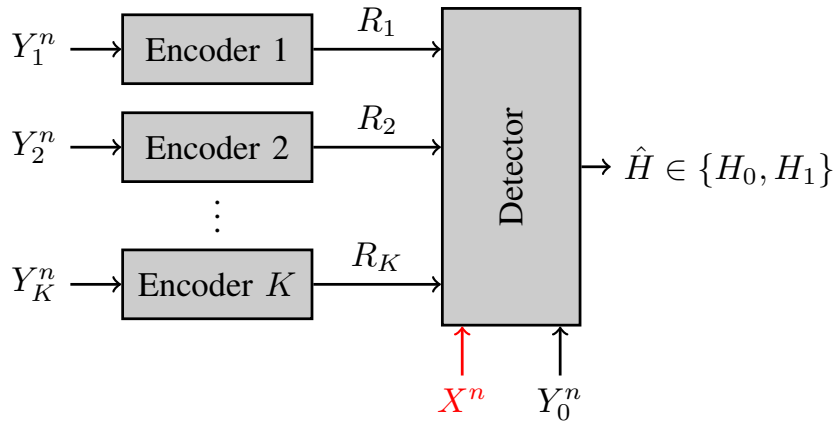 Y_1^n Encoder 1 R_1
Y_2^n Encoder 2 R_2
⋮
Y_K^n Encoder K R_K
Detector
Ĥ ∈ {H_0, H_1}
X^n Y_0^n